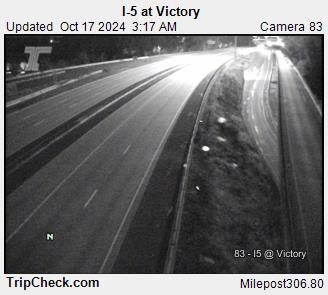 I-5 at Victory
Updated Oct 17 2024 3:17 AM Camera 83
T
N
83 - I5 @ Victory
TripCheck.com Milepost306.80